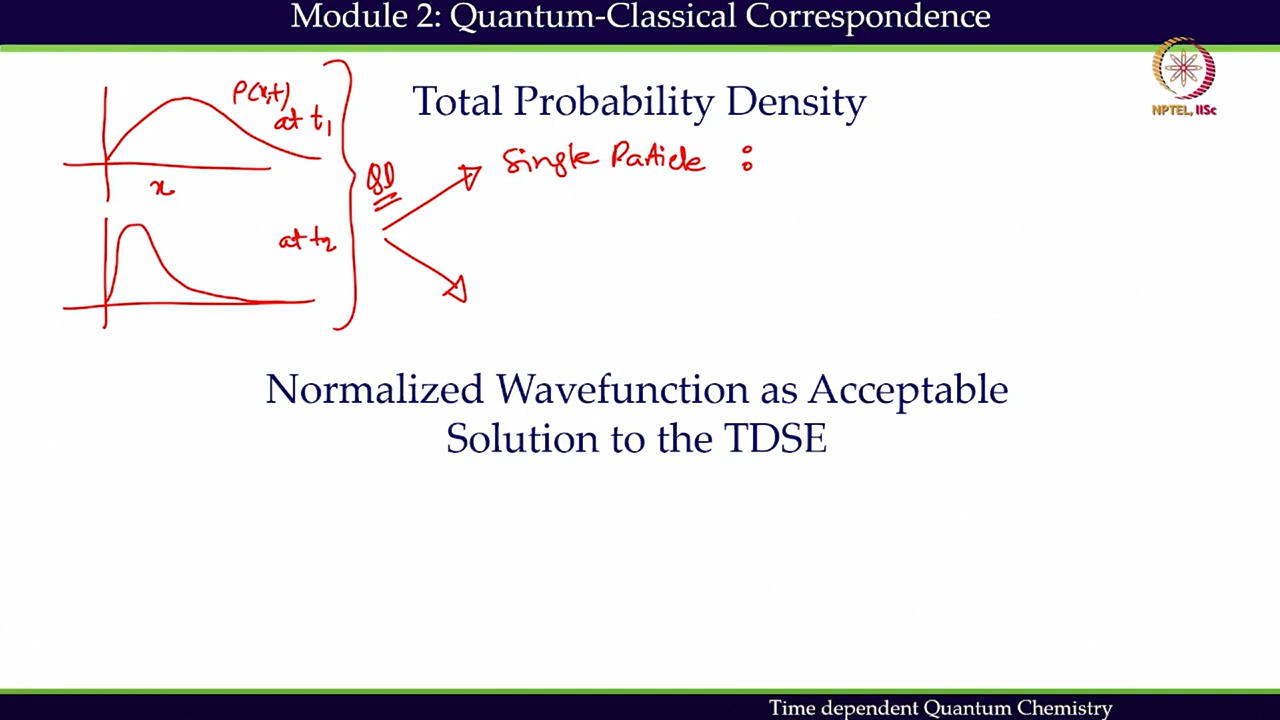 Module 2: Quantum-Classical Correspondence
NPTEL, IISc
Total Probability Density
P(x,t)
at t1
x
at t2
QD
Single Particle :
Normalized Wavefunction as Acceptable
Solution to the TDSE
Time dependent Quantum Chemistry